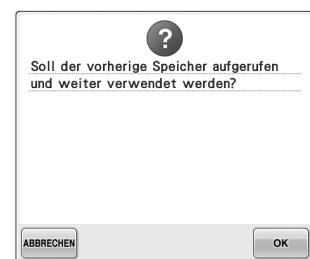 ?
Soll der vorherige Speicher aufgerufen
und weiter verwendet werden?
ABBRECHEN
OK